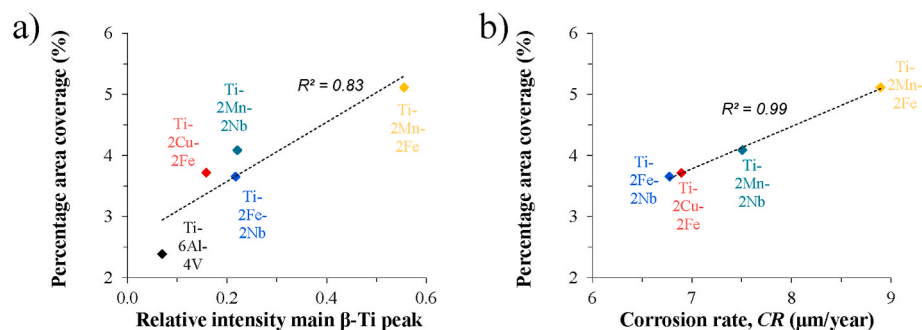 a)
Percentage area coverage (%)
6
5
4
3
2
0.0
0.2
0.4
0.6
Relative intensity main β-Ti peak
R² = 0.83
Ti-
2Mn-
2Nb
Ti-
2Cu-
2Fe
Ti-
2Mn-
Fe
Ti-
2Fe-
2Nb
Ti-
6Al-
4V
b)
Percentage area coverage (%)
6
5
4
3
2
6
7
8
9
Corrosion rate, CR (μm/year)
R² = 0.99
Ti-
2Mn-
Fe
Ti-
2Fe-
2Nb
Ti-
2Cu-
2Fe
Ti-
2Mn-
2Nb